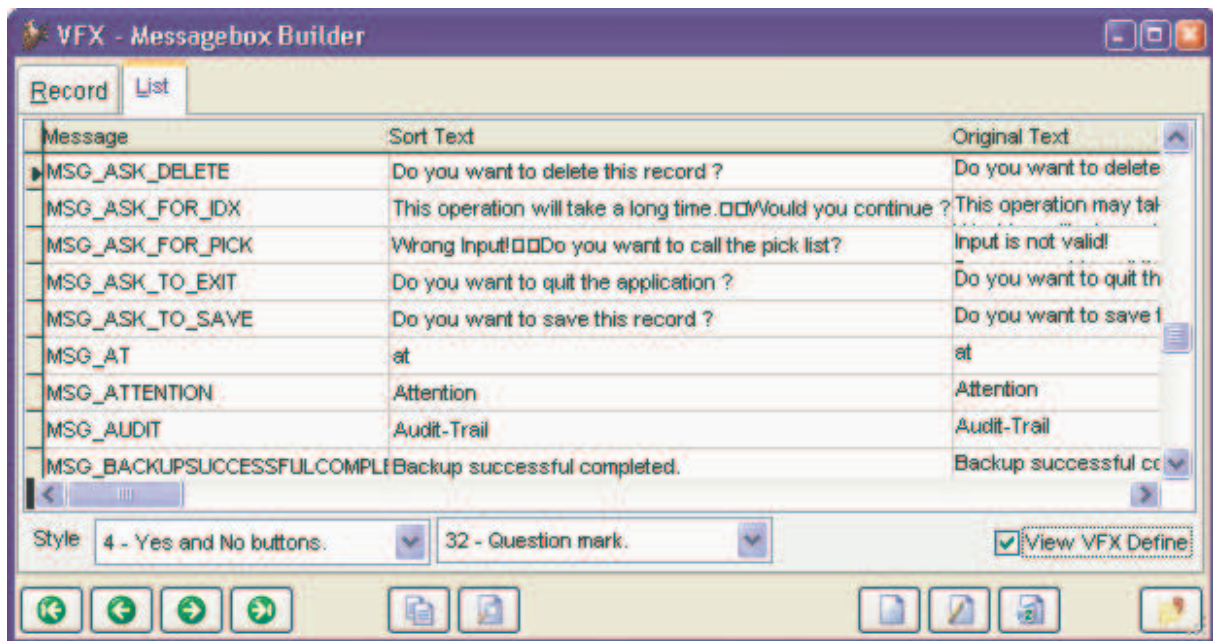 VFX - Messagebox Builder
Record List
Message Sort Text Original Text
MSG_ASK_DELETE Do you want to delete this record ? Do you want to delete
MSG_ASK_FOR_IDX This operation will take a long time.□□Would you continue ? This operation may
MSG_ASK_FOR_PICK Wrong Input!□□Do you want to call the pick list? Input is not valid!
MSG_ASK_TO_EXIT Do you want to quit the application ? Do you want to quit th
MSG_ASK_TO_SAVE Do you want to save this record ? Do you want to save
MSG_AT at at
MSG_ATTENTION Attention Attention
MSG_AUDIT Audit-Trail Audit-Trail
MSG_BACKUPSUCCESSFULCOMPLE Backup successful completed. Backup successful cc
Style 4 - Yes and No buttons. 32 - Question mark. View VFX Define